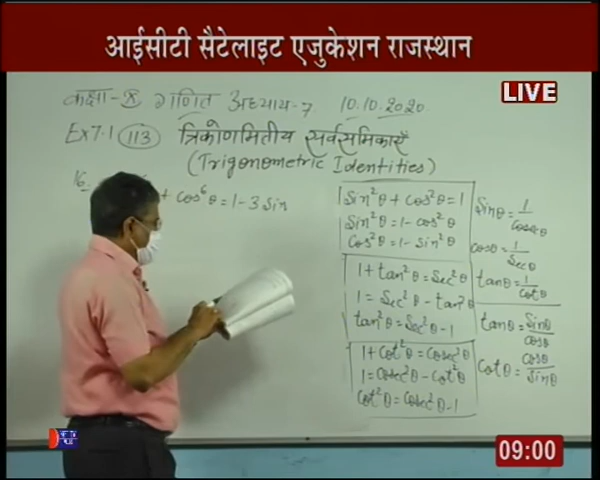 आईसीटी सैटेलाइट एजुकेशन राजस्थान
LIVE
कक्षा-X गणित अध्याय-7 10.10.2020
Ex7.1 (113) त्रिकोणमितीय सर्वसमिकाएँ
(Trigonometric Identities)
16. + cos⁶θ = 1-3 sin
sin²θ + cos²θ = 1
sin²θ = 1-cos²θ
cos²θ = 1-sin²θ
1+tan²θ = sec²θ
1 = sec²θ - tan²θ
tan²θ = sec²θ-1
1+cot²θ = cosec²θ
1 = cosec²θ - cot²θ
cot²θ = cosec²θ-1
sinθ = 1/cosecθ
cosθ = 1/secθ
tanθ = 1/cotθ
tanθ = sinθ/cosθ
cotθ = cosθ/sinθ
09:00